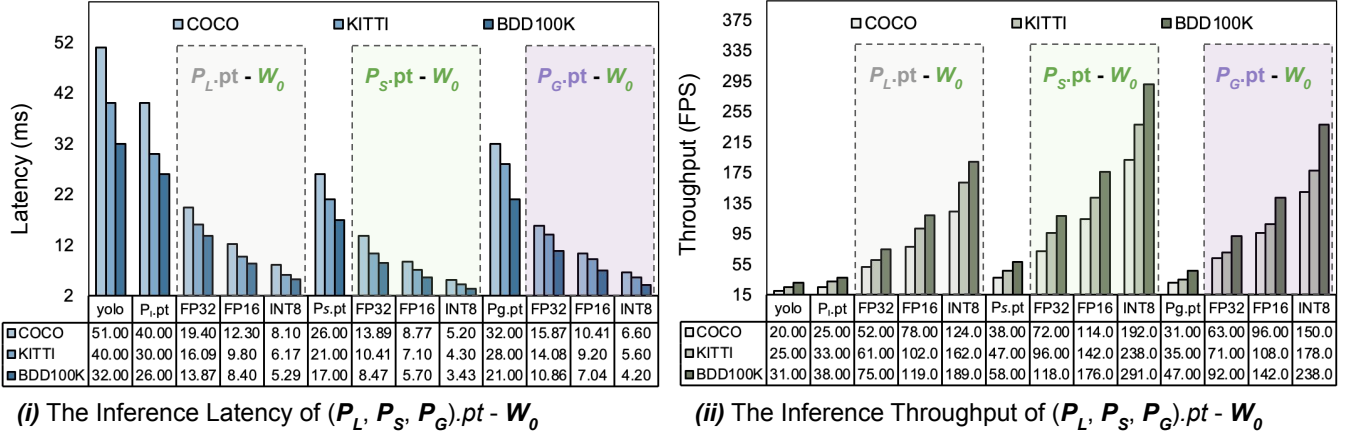 COCO KITTI BDD100K
P_L.pt - W_0 P_S.pt - W_0 P_G.pt - W_0
Latency (ms)
52
42
32
22
12
2
yolo P_l.pt FP32 FP16 INT8 Ps.pt FP32 FP16 INT8 Pg.pt FP32 FP16 INT8
COCO 51.00 40.00 19.40 12.30 8.10 26.00 13.89 8.77 5.20 32.00 15.87 10.41 6.60
KITTI 40.00 30.00 16.09 9.80 6.17 21.00 10.41 7.10 4.30 28.00 14.08 9.20 5.60
BDD100K 32.00 26.00 13.87 8.40 5.29 17.00 8.47 5.70 3.43 21.00 10.86 7.04 4.20
(i) The Inference Latency of (P_L, P_S, P_G).pt - W_0
COCO KITTI BDD100K
P_L.pt - W_0 P_S.pt - W_0 P_G.pt - W_0
Throughput (FPS)
375
335
295
255
215
175
135
95
55
15
yolo P_l.pt FP32 FP16 INT8 Ps.pt FP32 FP16 INT8 Pg.pt FP32 FP16 INT8
COCO 20.00 25.00 52.00 78.00 124.0 38.00 72.00 114.0 192.0 31.00 63.00 96.00 150.0
KITTI 25.00 33.00 61.00 102.0 162.0 47.00 96.00 142.0 238.0 35.00 71.00 108.0 178.0
BDD100K 31.00 38.00 75.00 119.0 189.0 58.00 118.0 176.0 291.0 47.00 92.00 142.0 238.0
(ii) The Inference Throughput of (P_L, P_S, P_G).pt - W_0